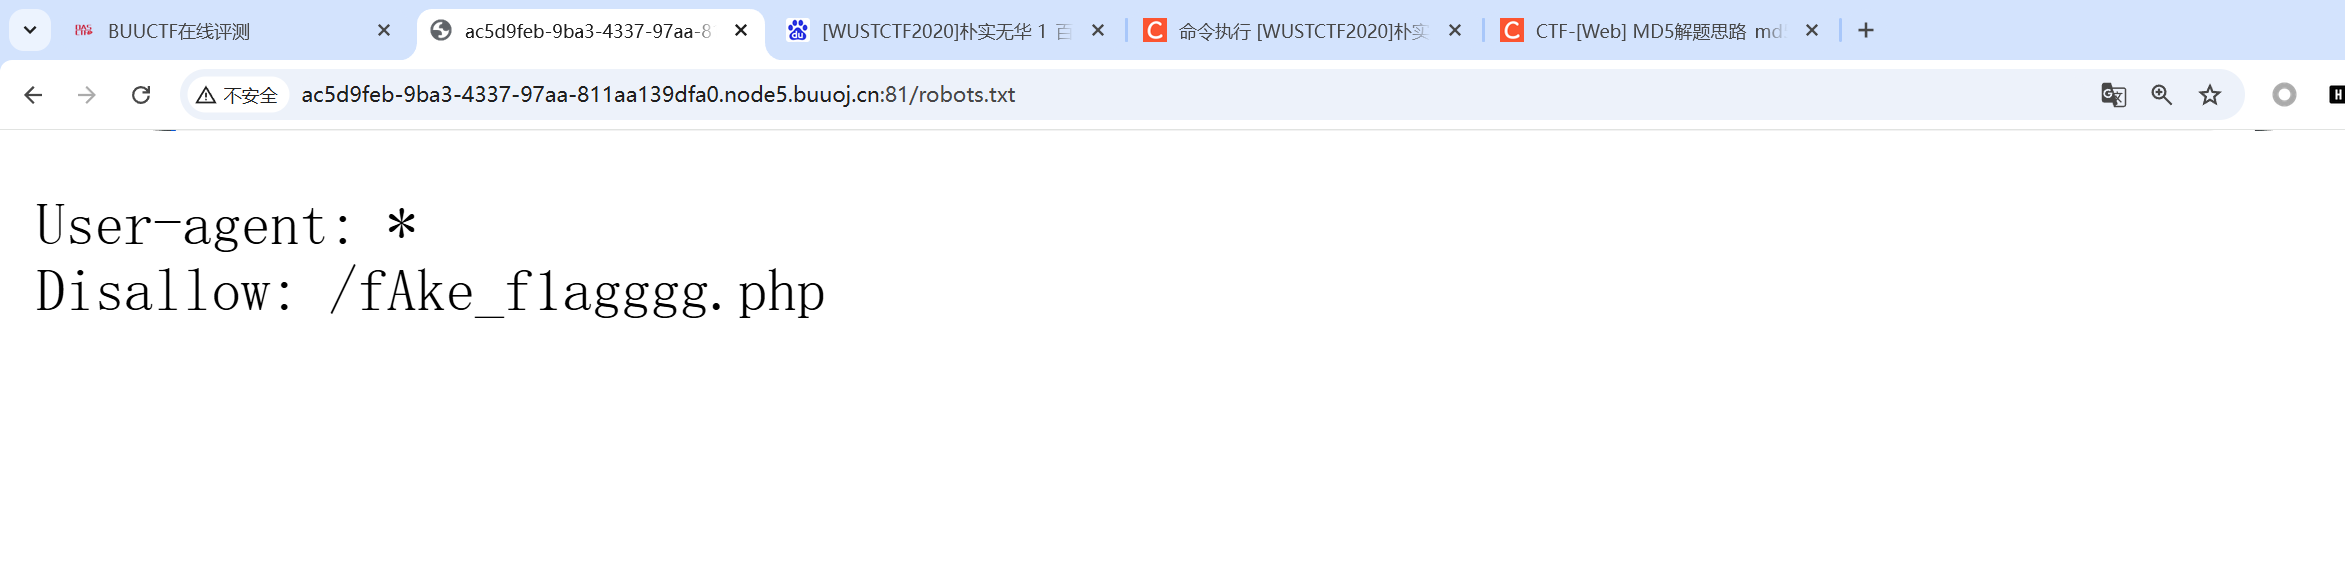 BUUCTF在线评测
ac5d9feb-9ba3-4337-97aa-8
[WUSTCTF2020]朴实无华 1 百
命令执行 [WUSTCTF2020]朴实
CTF-[Web] MD5解题思路 md
不安全
ac5d9feb-9ba3-4337-97aa-811aa139dfa0.node5.buuoj.cn:81/robots.txt
User-agent: *
Disallow: /fAke_f1agggg.php